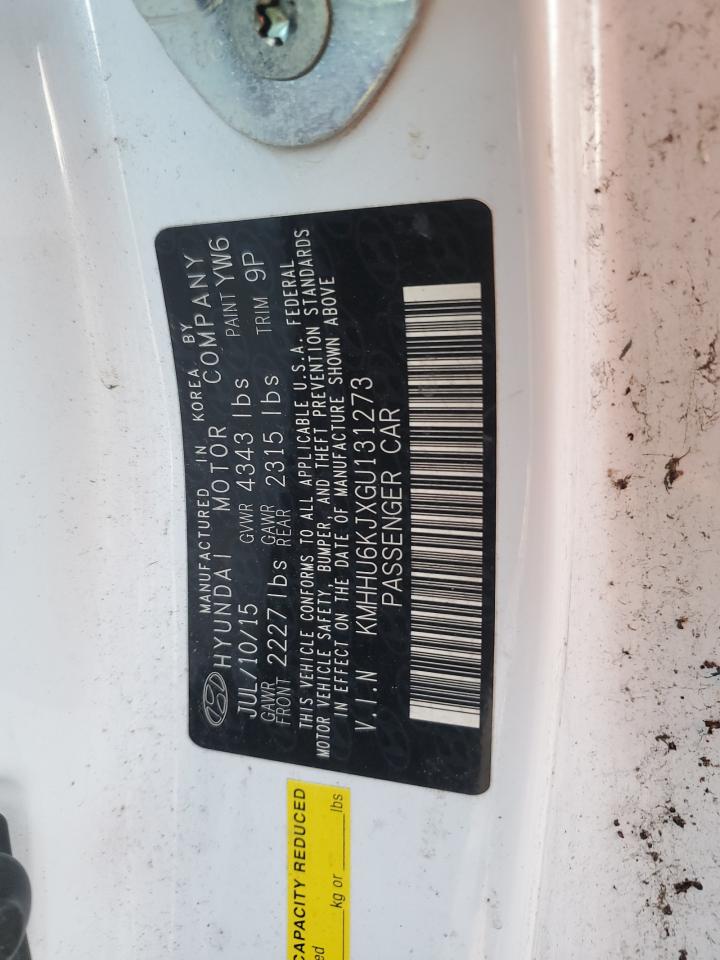 MANUFACTURED IN KOREA BY
HYUNDAI MOTOR COMPANY
JUL/10/15 GVWR 4343 lbs PAINT YW6
GAWR FRONT 2227 lbs GAWR REAR 2315 lbs TRIM 9P
THIS VEHICLE CONFORMS TO ALL APPLICABLE U.S.A. FEDERAL
MOTOR VEHICLE SAFETY, BUMPER, AND THEFT PREVENTION STANDARDS
IN EFFECT ON THE DATE OF MANUFACTURE SHOWN ABOVE
V.I.N KMHHU6KJXGU131273
PASSENGER CAR
CAPACITY REDUCED
kg or lbs